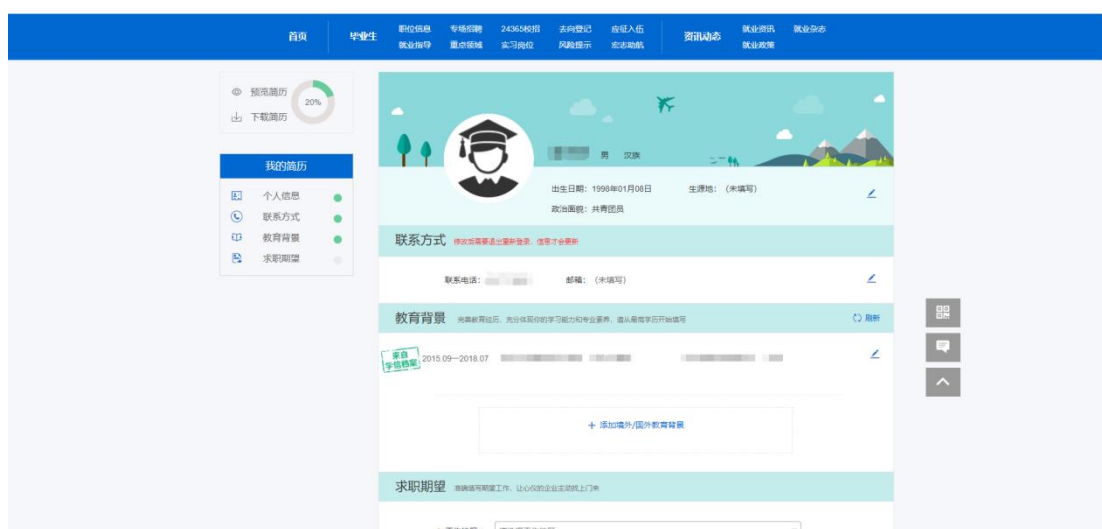 首页
毕业生
职位信息 专场招聘 24365校招 去向登记 应征入伍
就业指导 重点领域 实习岗位 风险提示 宏志助航
资讯动态
就业资讯 就业杂志
就业政策
预览简历
下载简历
20%
我的简历
个人信息
联系方式
教育背景
求职期望
男 汉族
出生日期：1998年01月08日 生源地：（未填写）
政治面貌：共青团员
联系方式 修改后需要退出重新登录，信息才会更新
联系电话： 邮箱：（未填写）
教育背景 完善教育经历，充分体现你的学习能力和专业素养，请从最高学历开始填写 刷新
来自
学信档案
2015.09—2018.07
+ 添加境外/国外教育背景
求职期望 准确填写期望工作，让心仪的企业主动找上门来